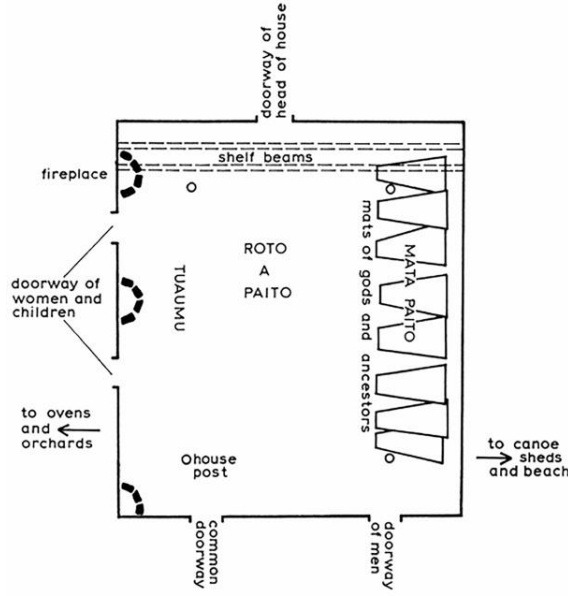 doorway of
head of house
shelf beams
fireplace
ROTO
A
PAITO
TUAUMU
MATA PAITO
mats of gods and ancestors
doorway of
women and
children
to ovens
and
orchards
house
post
to canoe
sheds
and beach
common
doorway
doorway
of men